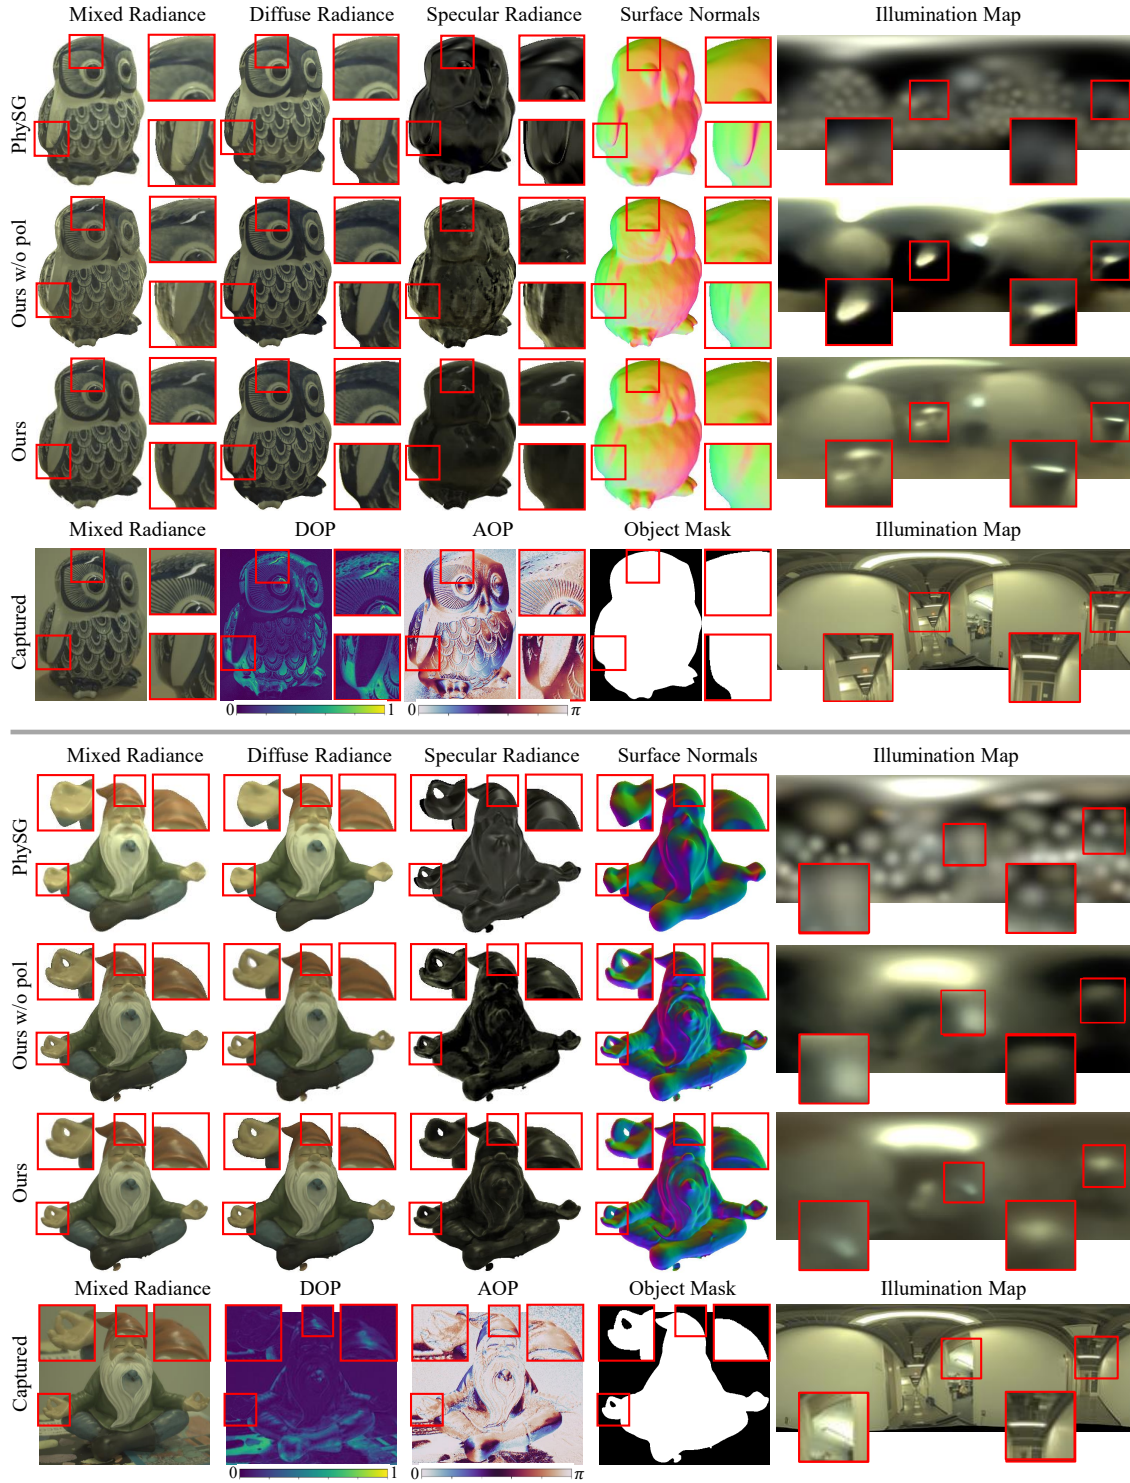 Mixed Radiance Diffuse Radiance Specular Radiance Surface Normals Illumination Map
PhySG
Ours w/o pol
Ours
Mixed Radiance DOP AOP Object Mask Illumination Map
Captured
0 1 0 π
Mixed Radiance Diffuse Radiance Specular Radiance Surface Normals Illumination Map
PhySG
Ours w/o pol
Ours
Mixed Radiance DOP AOP Object Mask Illumination Map
Captured
0 1 0 π